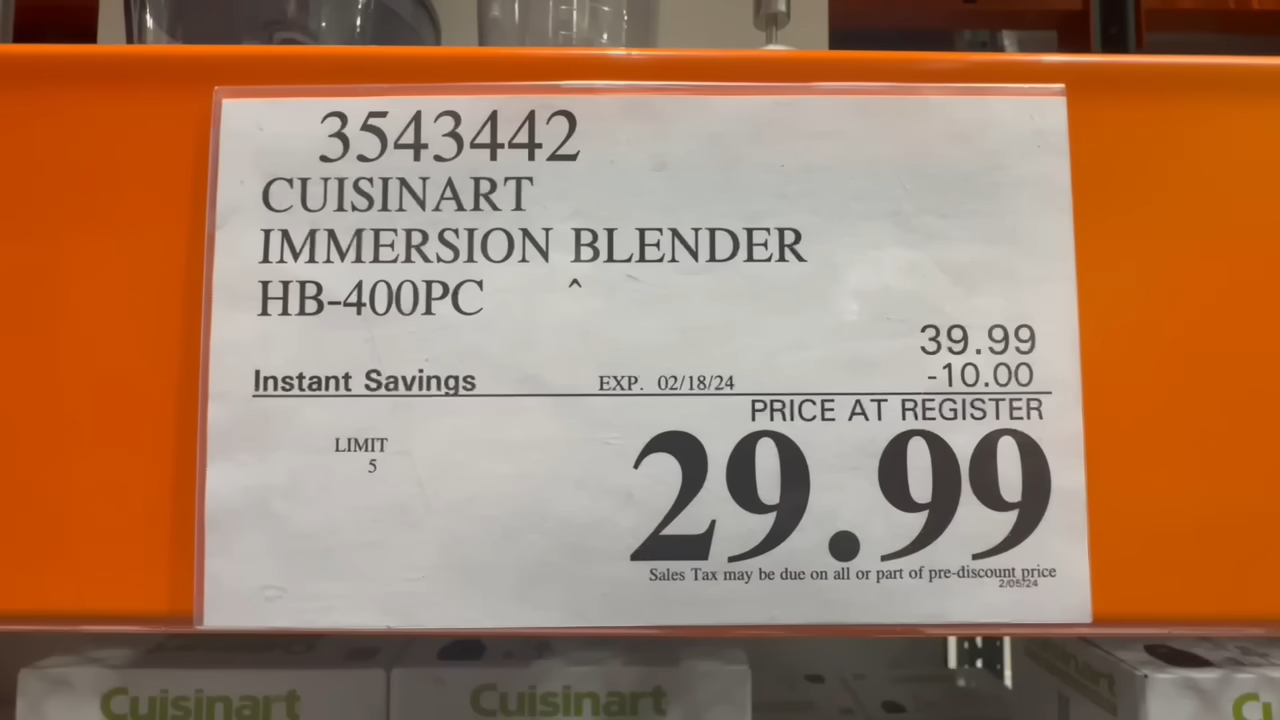 3543442
CUISINART
IMMERSION BLENDER
HB-400PC ^
39.99
Instant Savings EXP. 02/18/24 -10.00
PRICE AT REGISTER
LIMIT
5
29.99
Sales Tax may be due on all or part of pre-discount price
2/05/24
Cuisinart Cuisinart Cuisinart